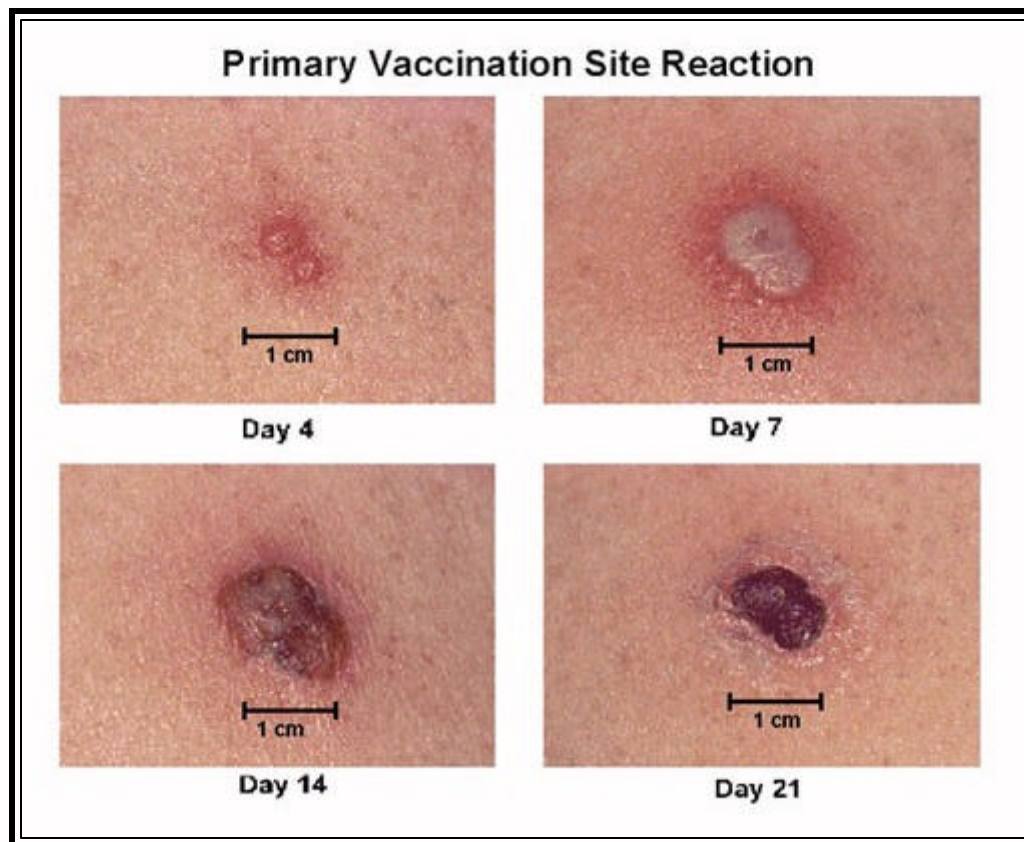 Primary Vaccination Site Reaction
1 cm
1 cm
Day 4
Day 7
1 cm
1 cm
Day 14
Day 21